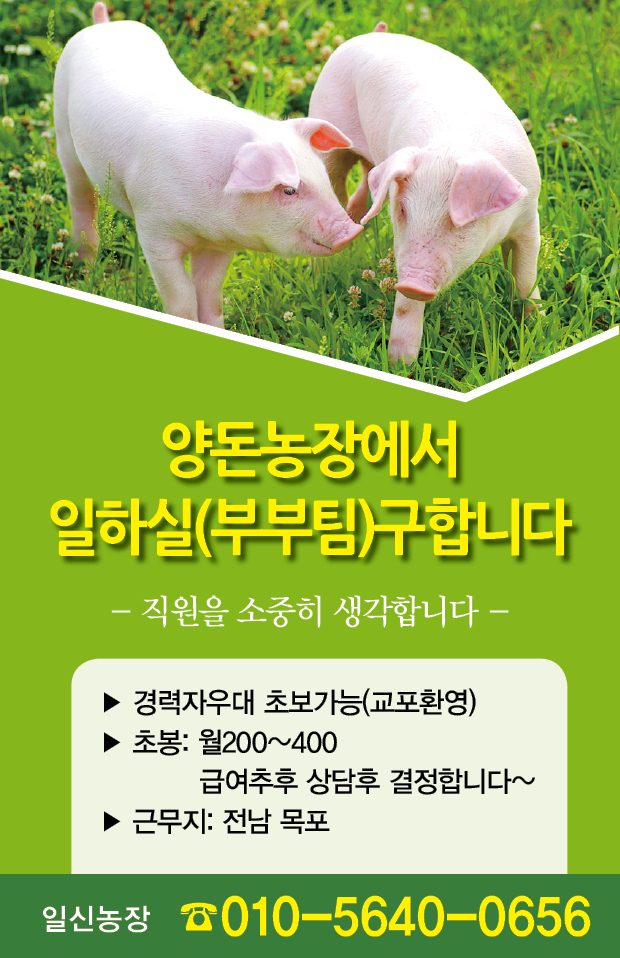 양돈농장에서
일하실(부부팀)구합니다
- 직원을 소중히 생각합니다 -
▶ 경력자우대 초보가능(교포환영)
▶ 초봉: 월200~400
급여추후 상담후 결정합니다~
▶ 근무지: 전남 목포
일신농장 ☎010-5640-0656